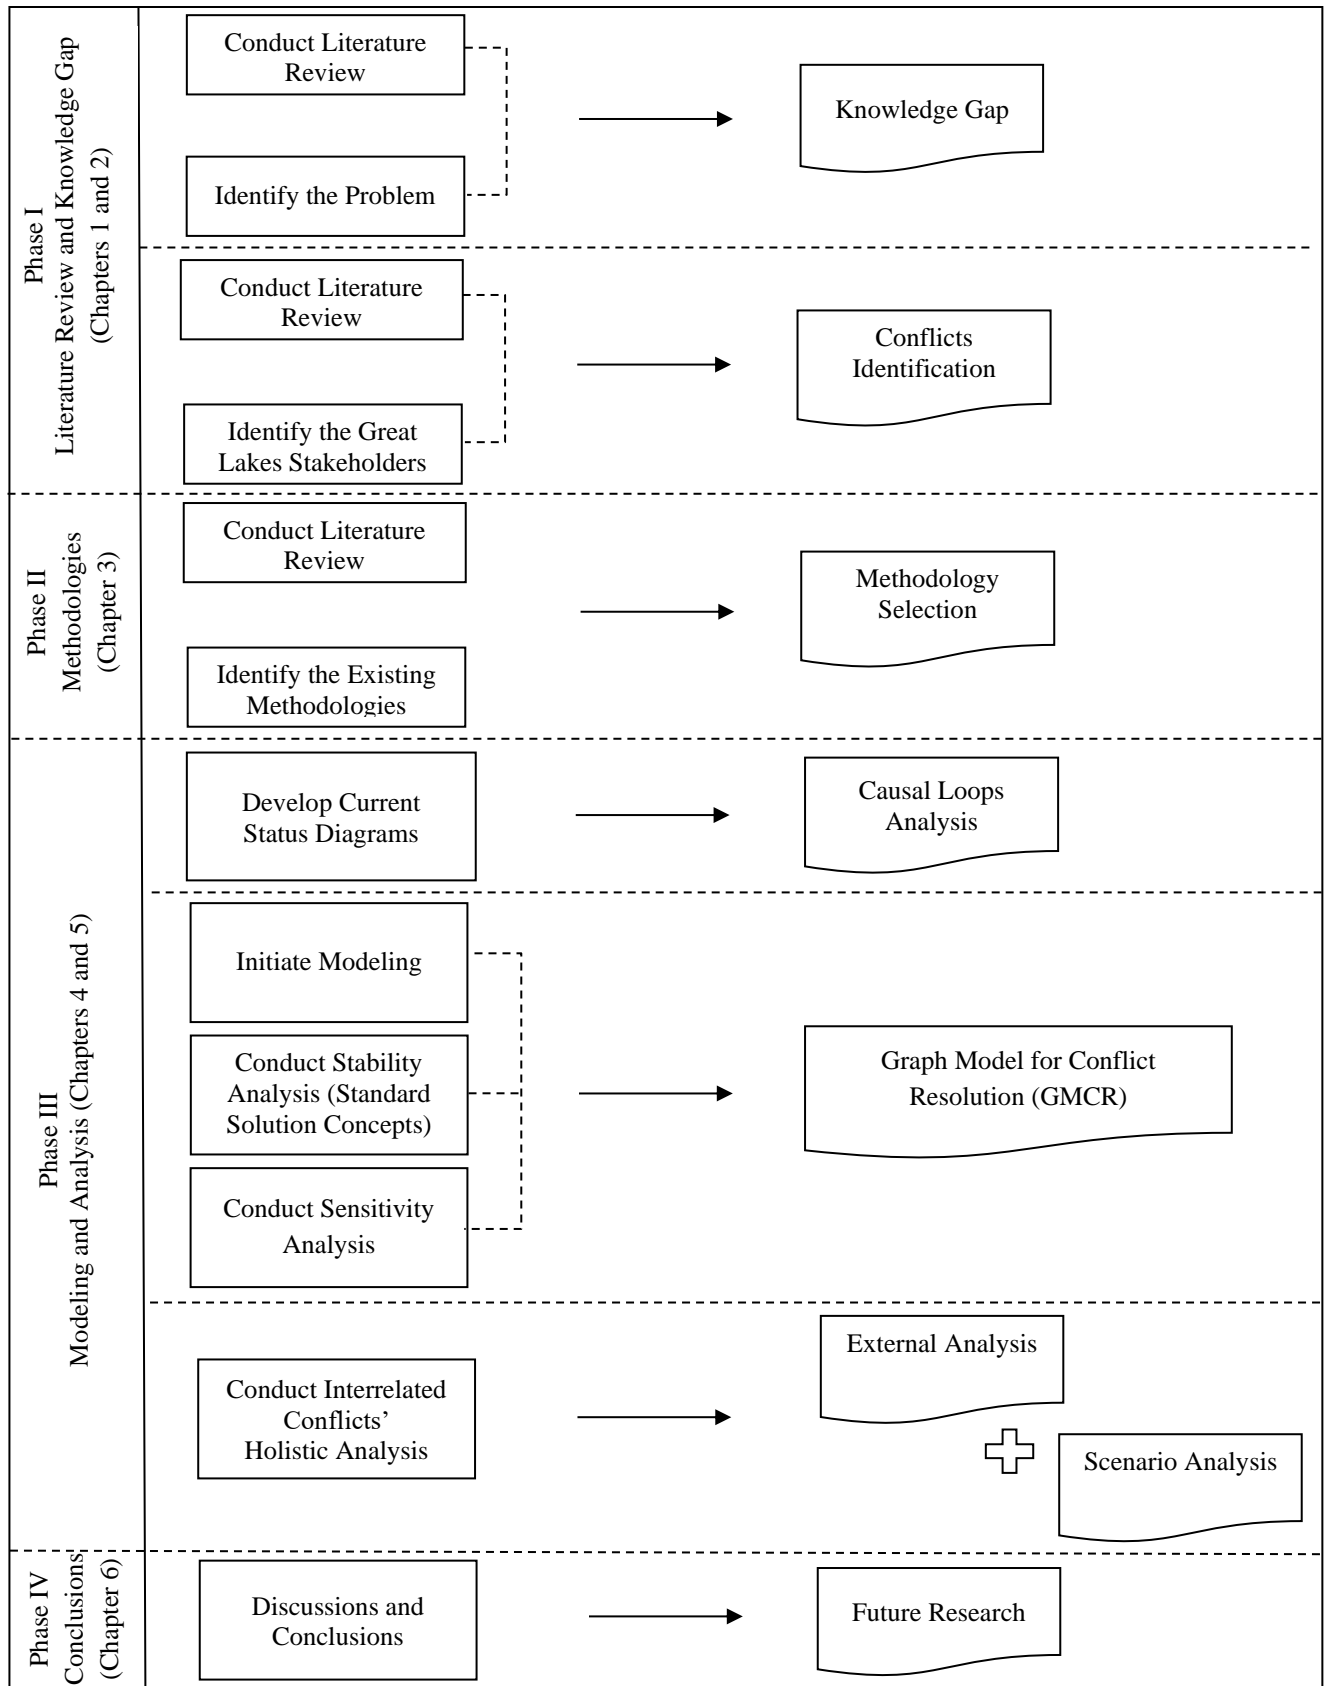 Phase I
Literature Review and Knowledge Gap
(Chapters 1 and 2)
Conduct Literature
Review
Identify the Problem
Knowledge Gap
Conduct Literature
Review
Identify the Great
Lakes Stakeholders
Conflicts
Identification
Phase II
Methodologies
(Chapter 3)
Conduct Literature
Review
Identify the Existing
Methodologies
Methodology
Selection
Phase III
Modeling and Analysis (Chapters 4 and 5)
Develop Current
Status Diagrams
Causal Loops
Analysis
Initiate Modeling
Conduct Stability
Analysis (Standard
Solution Concepts)
Conduct Sensitivity
Analysis
Graph Model for Conflict
Resolution (GMCR)
Conduct Interrelated
Conflicts’
Holistic Analysis
External Analysis
Scenario Analysis
Phase IV
Conclusions
(Chapter 6)
Discussions and
Conclusions
Future Research